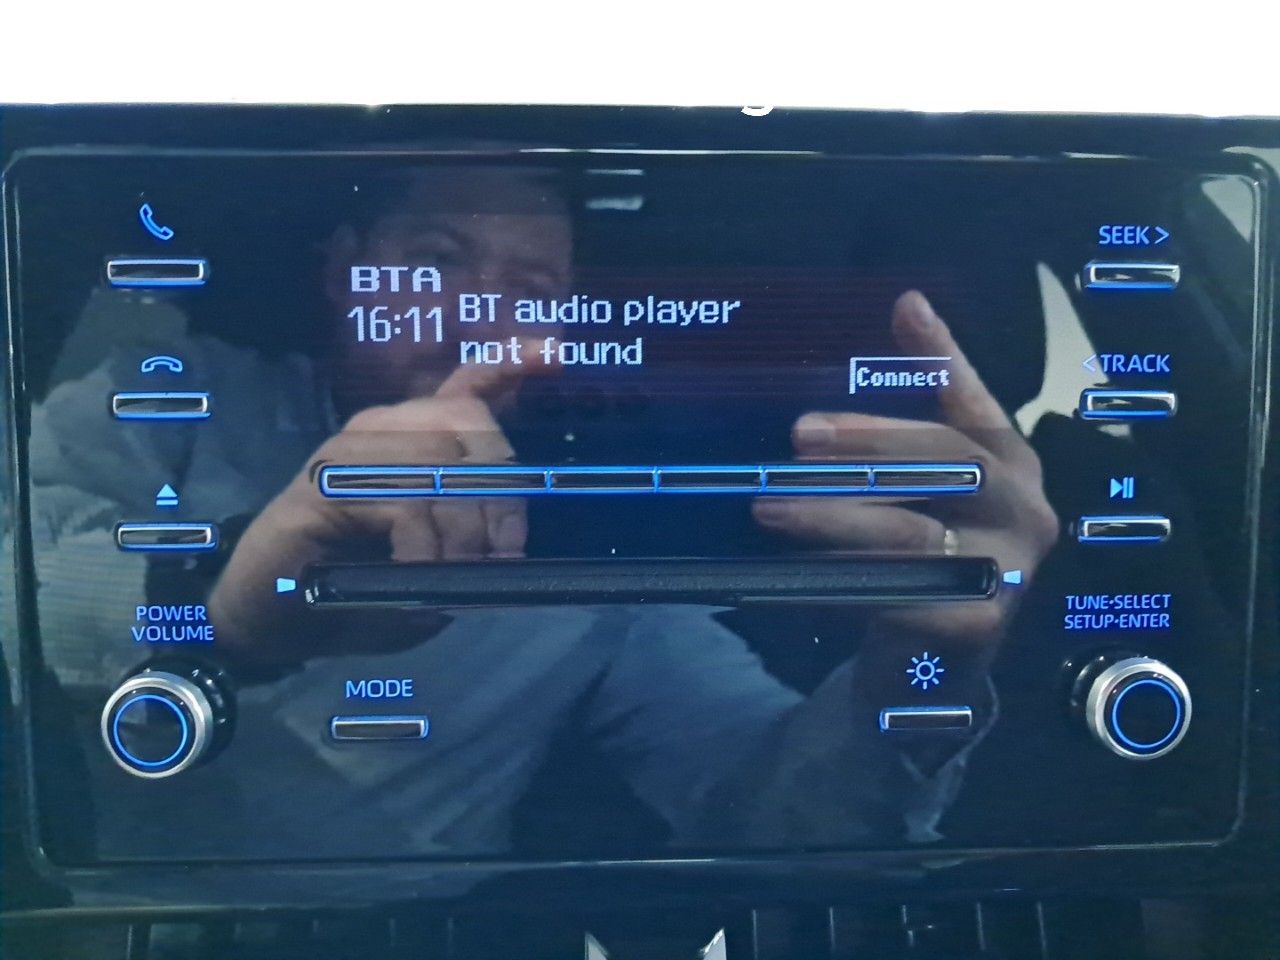 BTA
16:11
BT audio player
not found
Connect
SEEK >
< TRACK
POWER
VOLUME
TUNE·SELECT
SETUP·ENTER
MODE